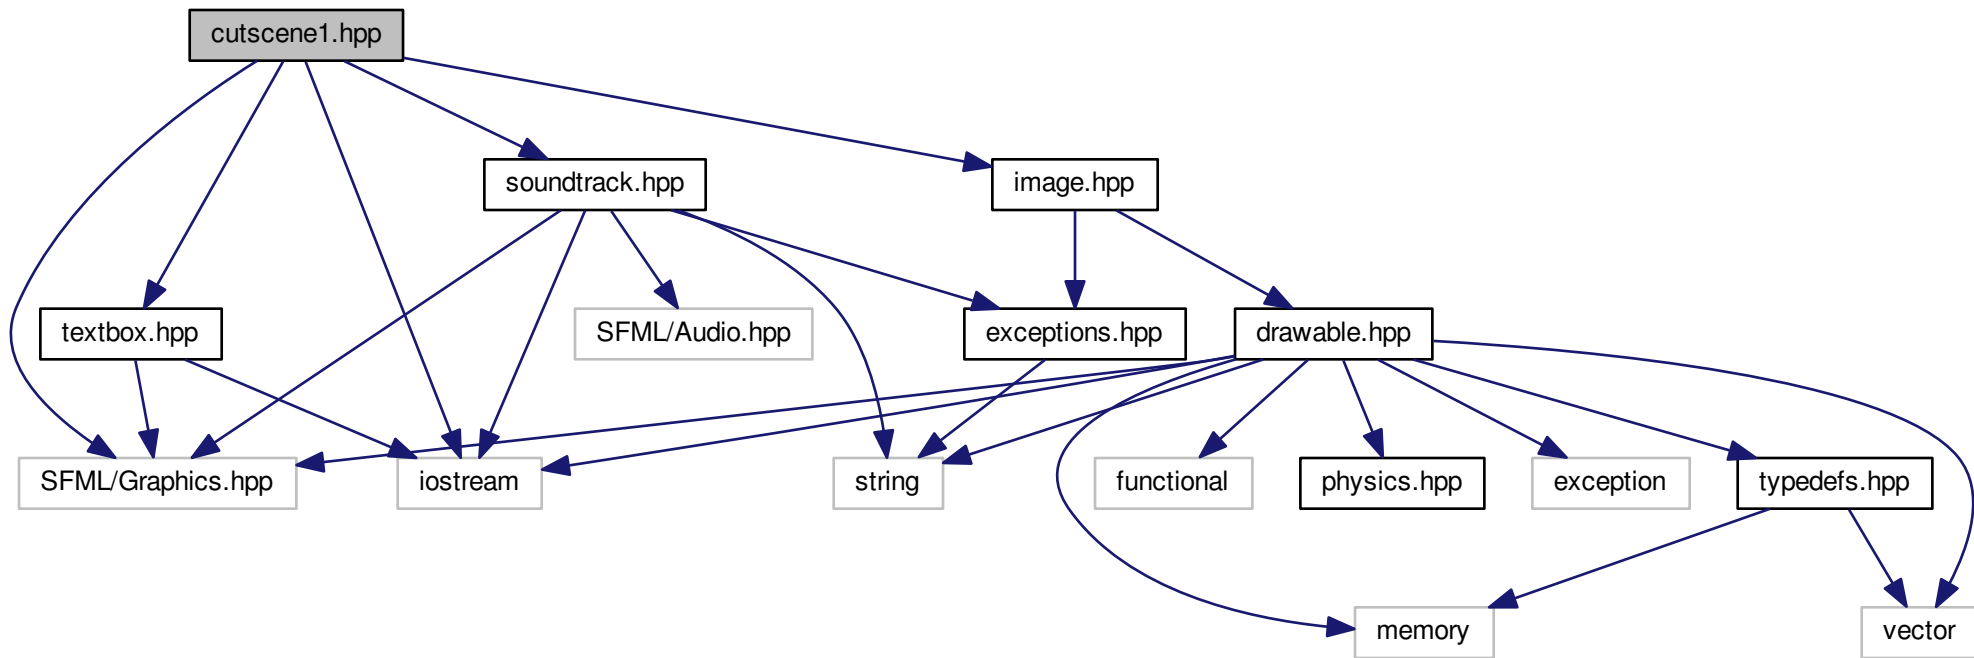 cutscene1.hpp
soundtrack.hpp
image.hpp
textbox.hpp
SFML/Audio.hpp
exceptions.hpp
drawable.hpp
SFML/Graphics.hpp
iostream
string
functional
physics.hpp
exception
typedefs.hpp
memory
vector